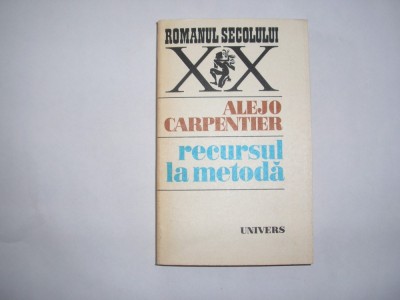 ROMANUL SECOLULUI
XX
ALEJO
CARPENTIER
recursul
la metodă
UNIVERS